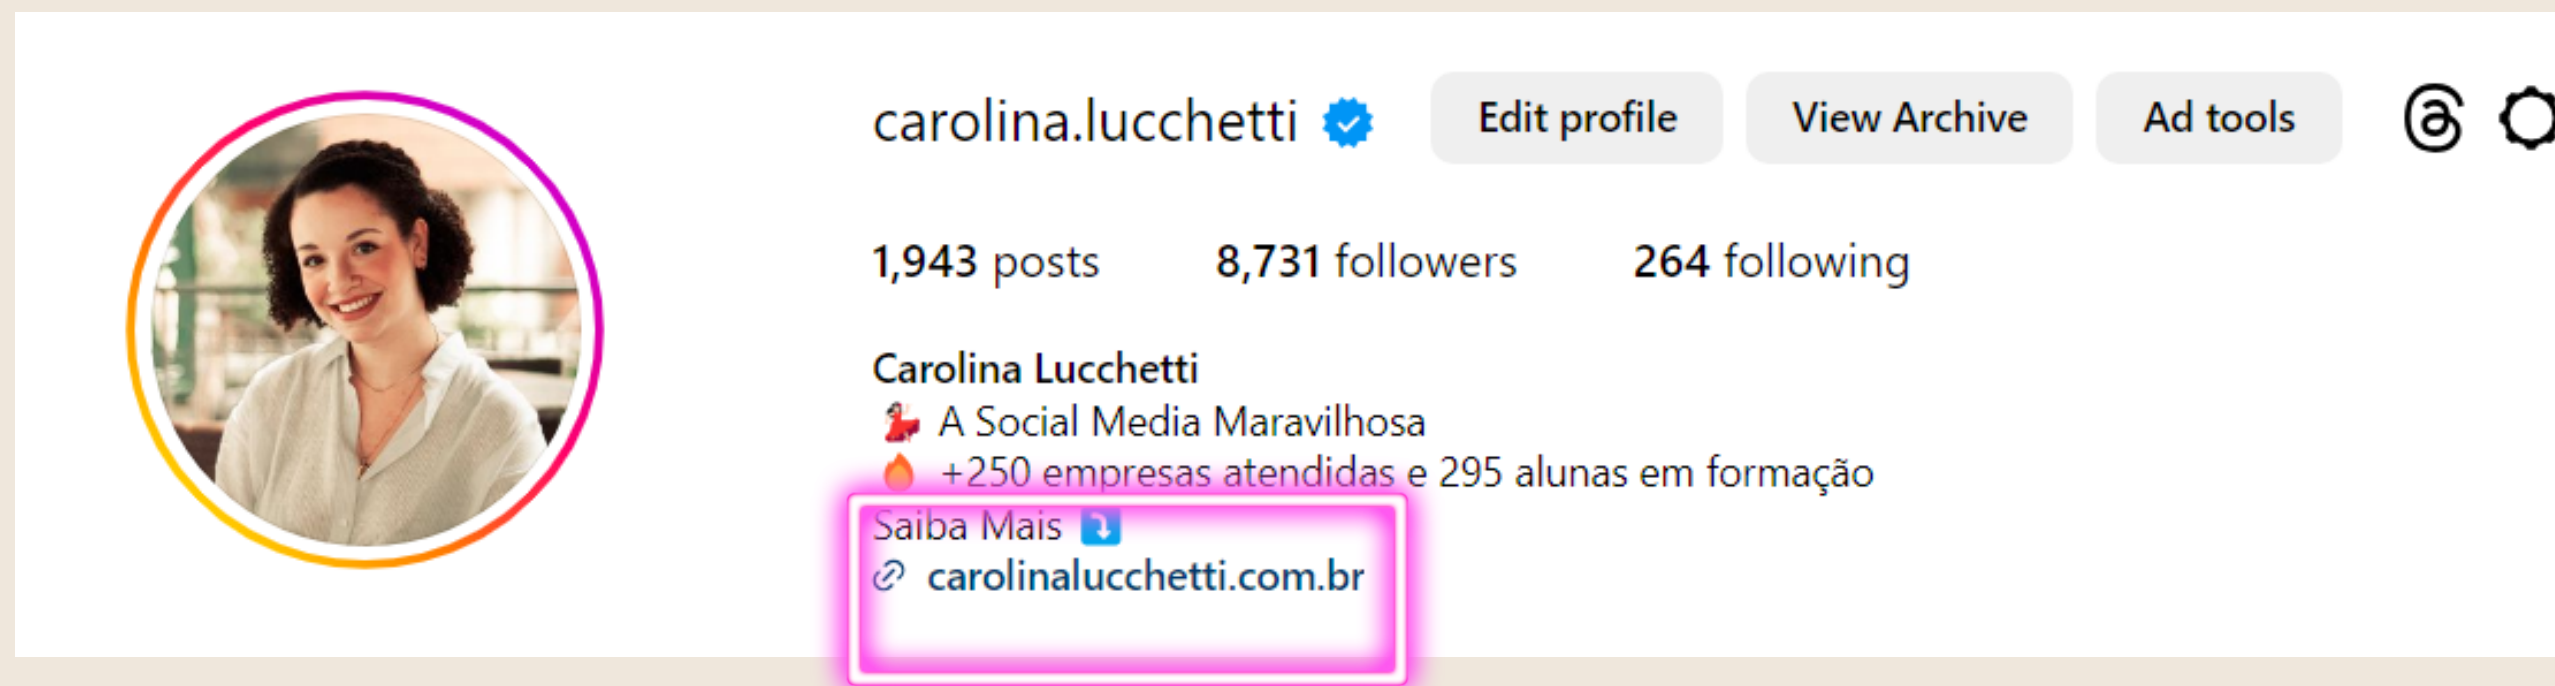 carolina.lucchetti Edit profile View Archive Ad tools
1,943 posts 8,731 followers 264 following
Carolina Lucchetti
💃 A Social Media Maravilhosa
🔥 +250 empresas atendidas e 295 alunas em formação
Saiba Mais ⤵️
carolinalucchetti.com.br